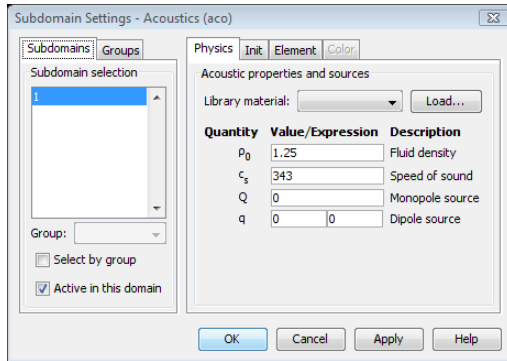 Subdomain Settings - Acoustics (aco)
Subdomains Groups
Subdomain selection
1
Group:
Select by group
Active in this domain
Physics Init Element Color
Acoustic properties and sources
Library material: Load...
Quantity Value/Expression Description
ρ0 1.25 Fluid density
cs 343 Speed of sound
Q 0 Monopole source
q 0 0 Dipole source
OK Cancel Apply Help